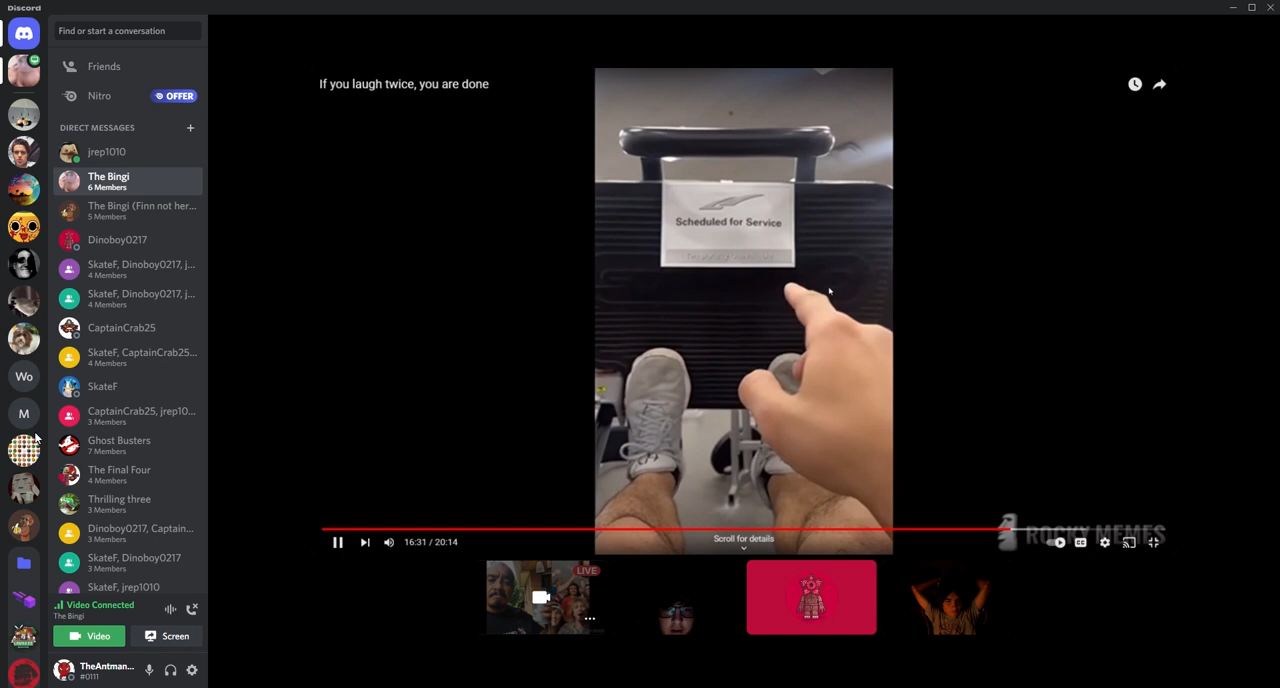 Discord
Find or start a conversation
Friends
Nitro
OFFER
DIRECT MESSAGES
jrep1010
The Bingi
6 Members
The Bingi (Finn not her...
5 Members
Dinoboy0217
SkateF, Dinoboy0217, j...
4 Members
SkateF, Dinoboy0217, j...
4 Members
CaptainCrab25
SkateF, CaptainCrab25...
4 Members
SkateF
CaptainCrab25, jrep10...
3 Members
Ghost Busters
7 Members
The Final Four
4 Members
Thrilling three
3 Members
Dinoboy0217, Captain...
3 Members
SkateF, Dinoboy0217
3 Members
SkateF, jrep1010
Wo
M
Video Connected
The Bingi
Video
Screen
TheAntman...
#0111
If you laugh twice, you are done
Scheduled for Service
16:31 / 20:14
Scroll for details
ROCKY MEMES
CC
LIVE